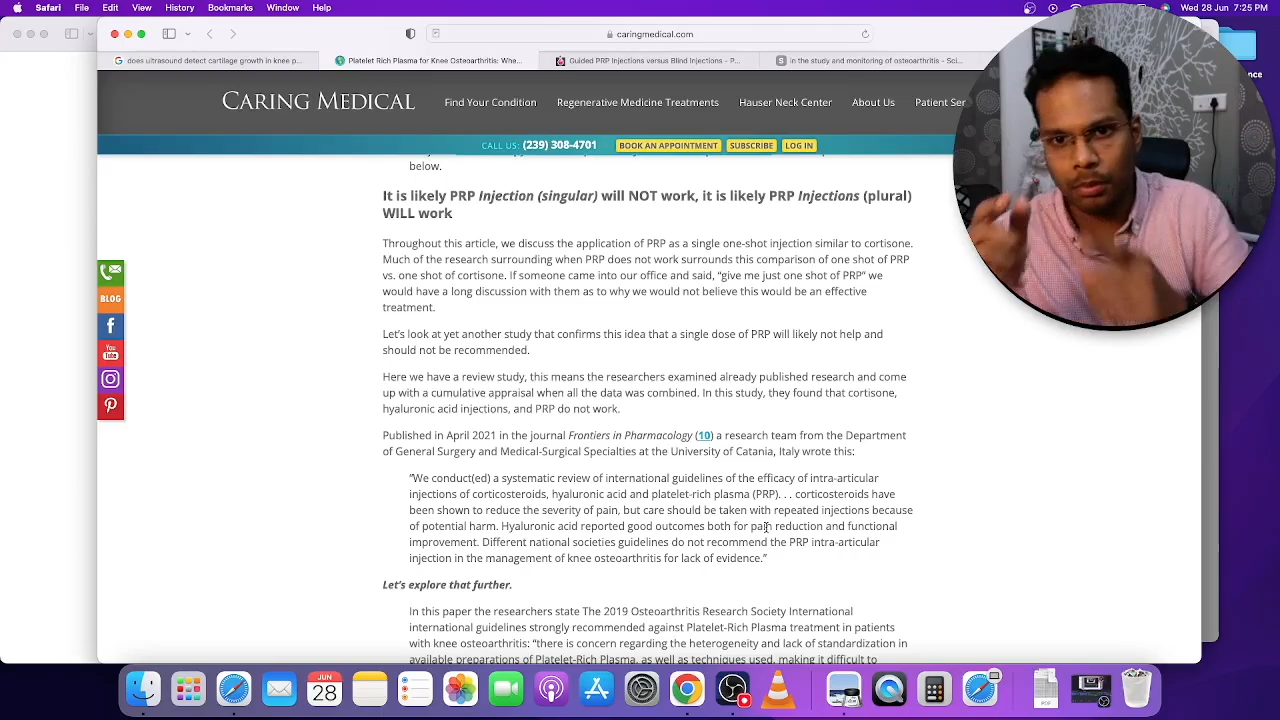 Safari File Edit View History Bookmarks Window Help
Wed 28 Jun 7:25 PM
caringmedical.com
does ultrasound detect cartilage growth in knee p...
Platelet Rich Plasma for Knee Osteoarthritis: Whe...
Guided PRP Injections versus Blind Injections - P...
in the study and monitoring of osteoarthritis - Sci...
CARING MEDICAL
Find Your Condition
Regenerative Medicine Treatments
Hauser Neck Center
About Us
Patient Ser
CALL US: (239) 308-4701
BOOK AN APPOINTMENT
SUBSCRIBE
LOG IN
below.
It is likely PRP Injection (singular) will NOT work, it is likely PRP Injections (plural)
WILL work
Throughout this article, we discuss the application of PRP as a single one-shot injection similar to cortisone.
Much of the research surrounding when PRP does not work surrounds this comparison of one shot of PRP
vs. one shot of cortisone. If someone came into our office and said, “give me just one shot of PRP” we
would have a long discussion with them as to why we would not believe this would be an effective
treatment.
Let’s look at yet another study that confirms this idea that a single dose of PRP will likely not help and
should not be recommended.
Here we have a review study, this means the researchers examined already published research and come
up with a cumulative appraisal when all the data was combined. In this study, they found that cortisone,
hyaluronic acid injections, and PRP do not work.
Published in April 2021 in the journal Frontiers in Pharmacology (10) a research team from the Department
of General Surgery and Medical-Surgical Specialties at the University of Catania, Italy wrote this:
“We conduct(ed) a systematic review of international guidelines of the efficacy of intra-articular
injections of corticosteroids, hyaluronic acid and platelet-rich plasma (PRP). . . corticosteroids have
been shown to reduce the severity of pain, but care should be taken with repeated injections because
of potential harm. Hyaluronic acid reported good outcomes both for pain reduction and functional
improvement. Different national societies guidelines do not recommend the PRP intra-articular
injection in the management of knee osteoarthritis for lack of evidence.”
Let’s explore that further.
In this paper the researchers state The 2019 Osteoarthritis Research Society International
international guidelines strongly recommended against Platelet-Rich Plasma treatment in patients
with knee osteoarthritis: “there is concern regarding the heterogeneity and lack of standardization in
available preparations of Platelet-Rich Plasma, as well as techniques used, making it difficult to
BLOG
You
Tube
JUN
28
PDF